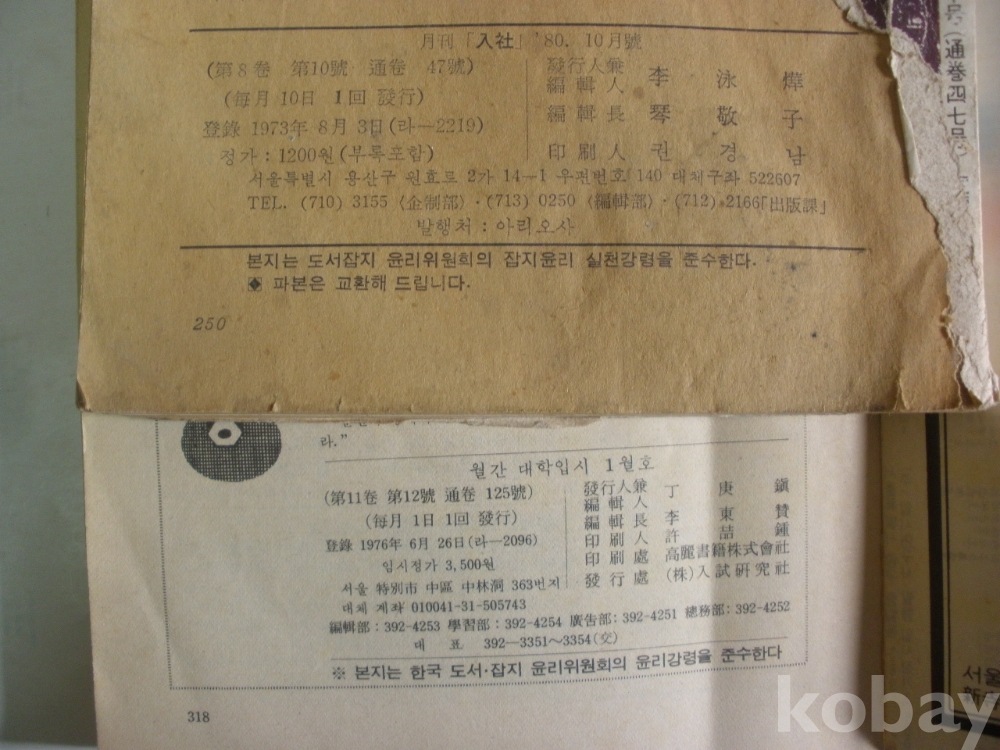 月刊「入社」 '80. 10月號
(第8卷 第10號 通卷 47號)
(每月 10日 1回 發行)
登錄 1973年 8月 3日(라—2219)
정가 : 1200원(부록포함)
發行人兼
編輯人 李泳燁
編輯長 琴敬子
印刷人 권경남
서울특별시 용산구 원효로 2가 14—1 우편번호 140 대체구좌 522607
TEL. (710) 3155〈企制部〉·(713) 0250〈編輯部〉·(712) 2166「出版課」
발행처 : 아리오사
본지는 도서잡지 윤리위원회의 잡지윤리 실천강령을 준수한다.
◈ 파본은 교환해 드립니다.
250
号(通巻四七号)
라."
월간 대학입시 1월호
(第11卷 第12號 通卷 125號)
(每月 1日 1回 發行)
登錄 1976年 6月 26日(라—2096)
임시정가 3,500원
서울 特別市 中區 中林洞 363번지
대체 계좌 010041-31-505743
發行人兼
編輯人 丁庚鎭
編輯長 李東贊
印刷人 許喆鍾
印刷處 高麗書籍株式會社
發行處 (株)入試硏究社
編輯部 : 392-4253 學習部 : 392-4254 廣告部 : 392-4251 總務部 : 392-4252
대 표 392—3351～3354(交)
※ 본지는 한국 도서·잡지 윤리위원회의 윤리강령을 준수한다
318
서울
新
kobay